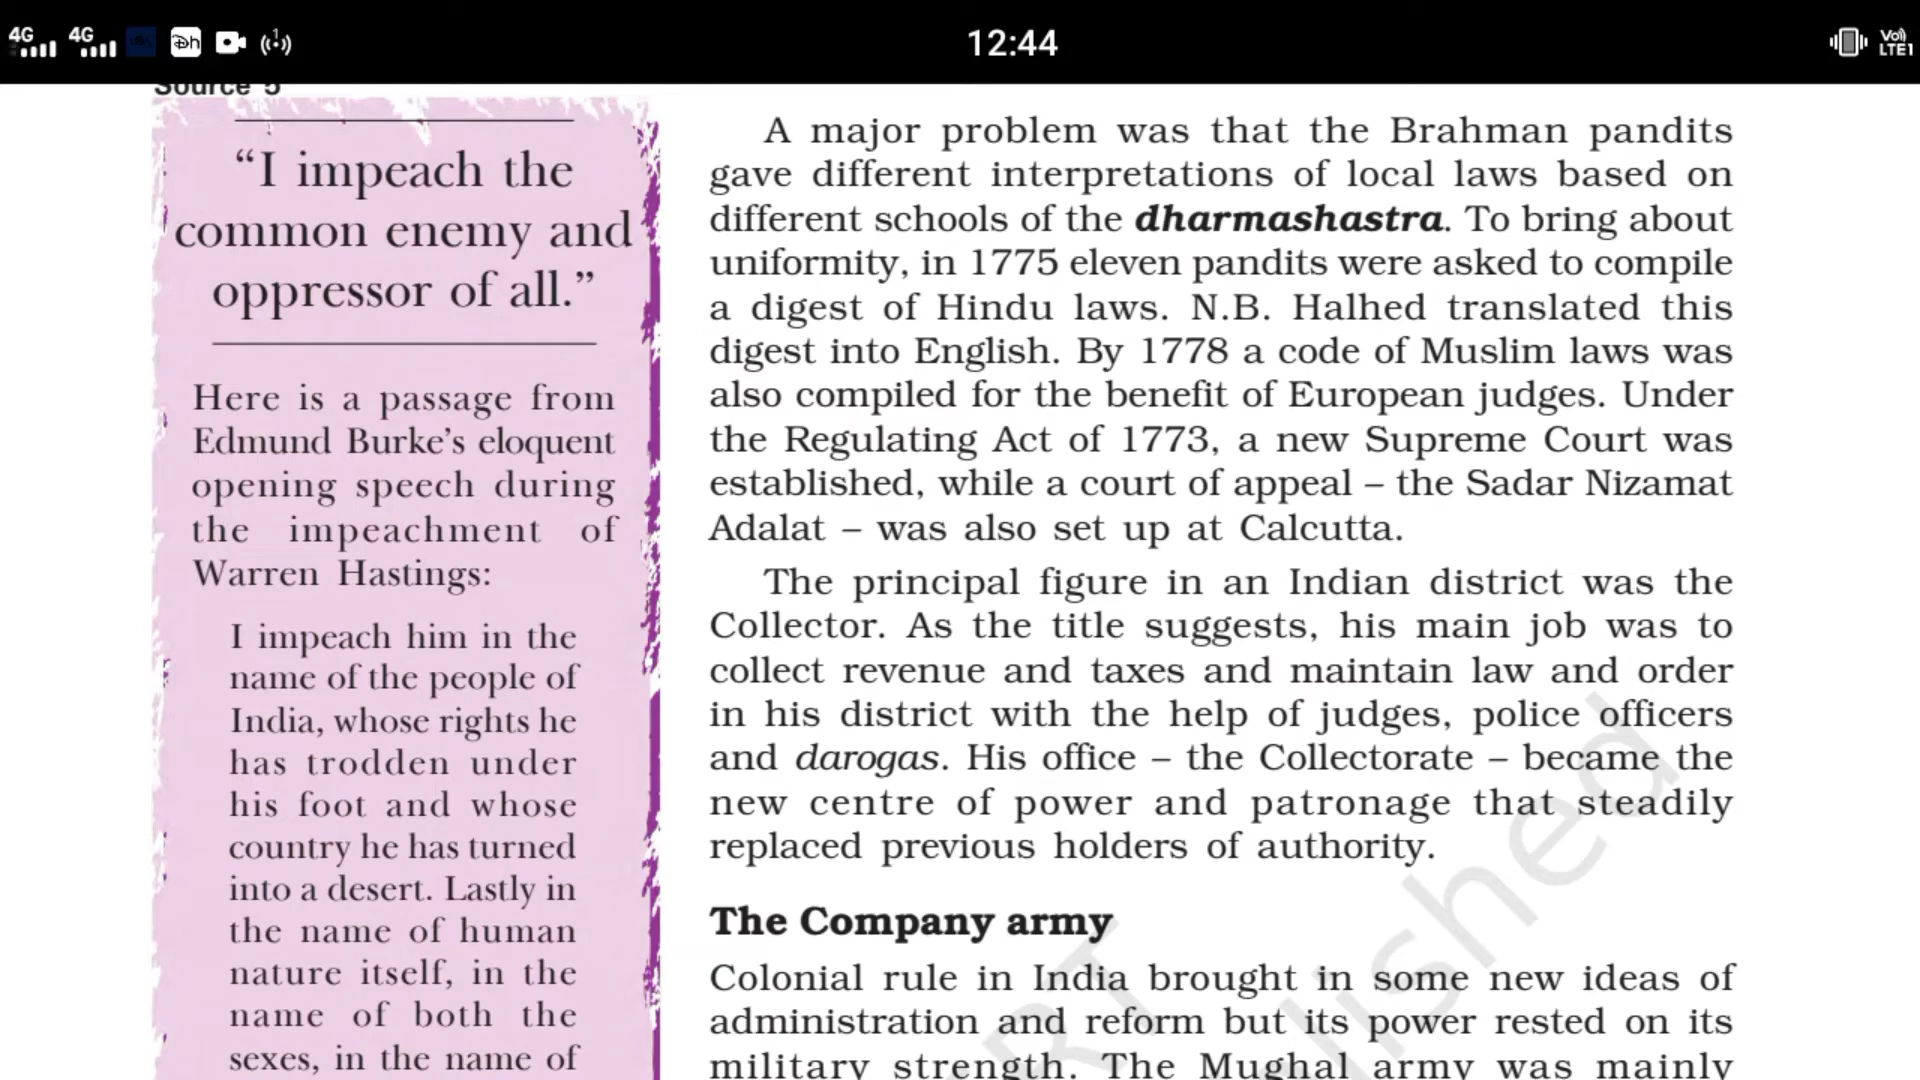 4G 4G 1
12:44
Vo) LTE1
Source 5
“I impeach the
common enemy and
oppressor of all.”
Here is a passage from
Edmund Burke’s eloquent
opening speech during
the impeachment of
Warren Hastings:
I impeach him in the
name of the people of
India, whose rights he
has trodden under
his foot and whose
country he has turned
into a desert. Lastly in
the name of human
nature itself, in the
name of both the
sexes, in the name of
A major problem was that the Brahman pandits
gave different interpretations of local laws based on
different schools of the dharmashastra. To bring about
uniformity, in 1775 eleven pandits were asked to compile
a digest of Hindu laws. N.B. Halhed translated this
digest into English. By 1778 a code of Muslim laws was
also compiled for the benefit of European judges. Under
the Regulating Act of 1773, a new Supreme Court was
established, while a court of appeal – the Sadar Nizamat
Adalat – was also set up at Calcutta.
The principal figure in an Indian district was the
Collector. As the title suggests, his main job was to
collect revenue and taxes and maintain law and order
in his district with the help of judges, police officers
and darogas. His office – the Collectorate – became the
new centre of power and patronage that steadily
replaced previous holders of authority.
The Company army
Colonial rule in India brought in some new ideas of
administration and reform but its power rested on its
military strength. The Mughal army was mainly